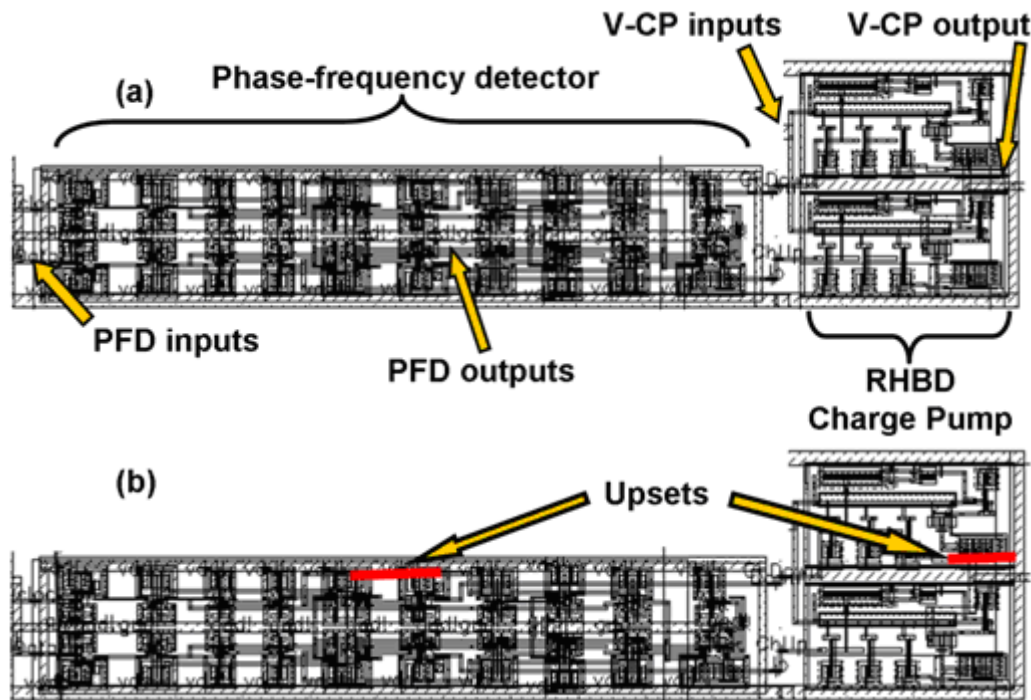 V-CP inputs
V-CP output
Phase-frequency detector
(a)
PFD inputs
PFD outputs
RHBD
Charge Pump
(b)
Upsets